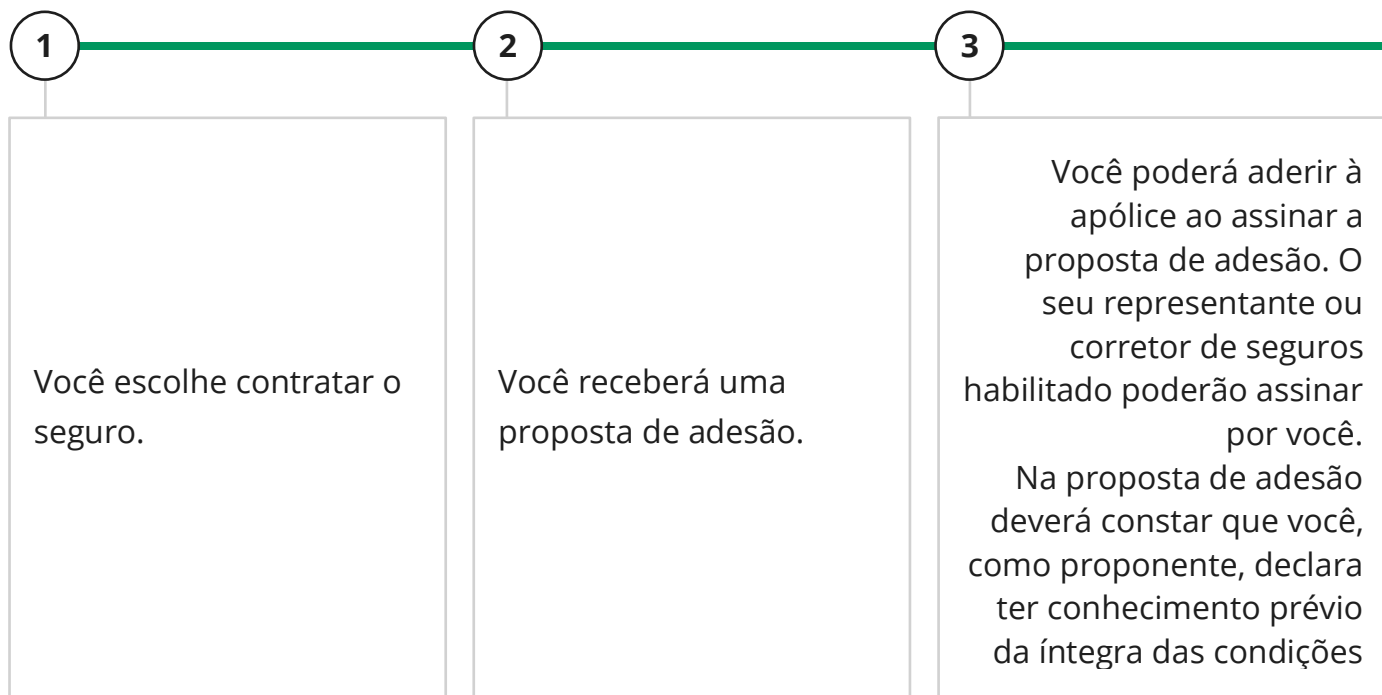 1
2
3
Você escolhe contratar o
seguro.
Você receberá uma
proposta de adesão.
Você poderá aderir à
apólice ao assinar a
proposta de adesão. O
seu representante ou
corretor de seguros
habilitado poderão assinar
por você.
Na proposta de adesão
deverá constar que você,
como proponente, declara
ter conhecimento prévio
da íntegra das condições